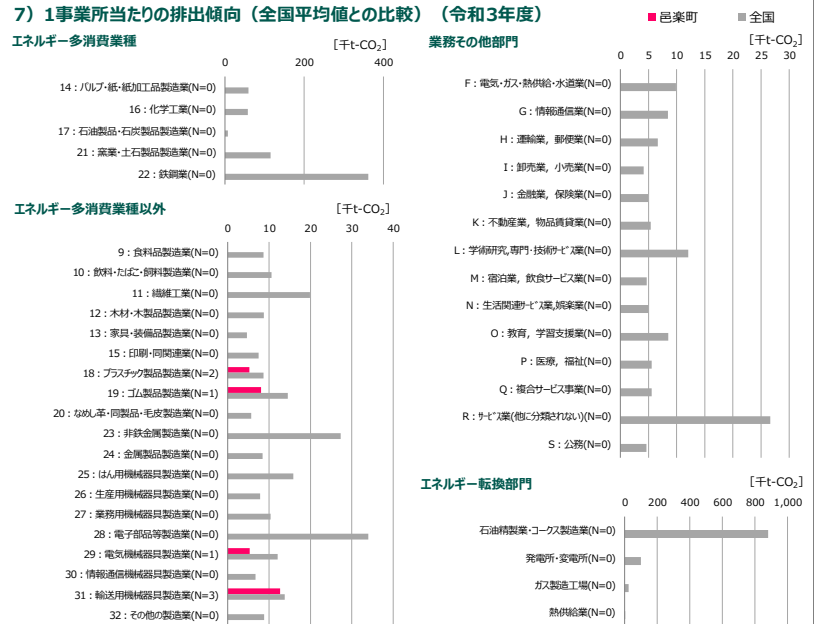 7）1事業所当たりの排出傾向（全国平均値との比較）（令和3年度）
邑楽町
全国
エネルギー多消費業種
[千t-CO2]
0 200 400
14：パルプ・紙・紙加工品製造業(N=0)
16：化学工業(N=0)
17：石油製品・石炭製品製造業(N=0)
21：窯業・土石製品製造業(N=0)
22：鉄鋼業(N=0)
エネルギー多消費業種以外
[千t-CO2]
0 10 20 30 40
9：食料品製造業(N=0)
10：飲料・たばこ・飼料製造業(N=0)
11：繊維工業(N=0)
12：木材・木製品製造業(N=0)
13：家具・装備品製造業(N=0)
15：印刷・同関連業(N=0)
18：プラスチック製品製造業(N=2)
19：ゴム製品製造業(N=1)
20：なめし革・同製品・毛皮製造業(N=0)
23：非鉄金属製造業(N=0)
24：金属製品製造業(N=0)
25：はん用機械器具製造業(N=0)
26：生産用機械器具製造業(N=0)
27：業務用機械器具製造業(N=0)
28：電子部品等製造業(N=0)
29：電気機械器具製造業(N=1)
30：情報通信機械器具製造業(N=0)
31：輸送用機械器具製造業(N=3)
32：その他の製造業(N=0)
業務その他部門
[千t-CO2]
0 5 10 15 20 25 30
F：電気・ガス・熱供給・水道業(N=0)
G：情報通信業(N=0)
H：運輸業，郵便業(N=0)
I：卸売業，小売業(N=0)
J：金融業，保険業(N=0)
K：不動産業，物品賃貸業(N=0)
L：学術研究,専門・技術ｻｰﾋﾞｽ業(N=0)
M：宿泊業，飲食サービス業(N=0)
N：生活関連ｻｰﾋﾞｽ業,娯楽業(N=0)
O：教育，学習支援業(N=0)
P：医療，福祉(N=0)
Q：複合サービス事業(N=0)
R：ｻｰﾋﾞｽ業(他に分類されない)(N=0)
S：公務(N=0)
エネルギー転換部門
[千t-CO2]
0 200 400 600 800 1,000
石油精製業・コークス製造業(N=0)
発電所・変電所(N=0)
ガス製造工場(N=0)
熱供給業(N=0)